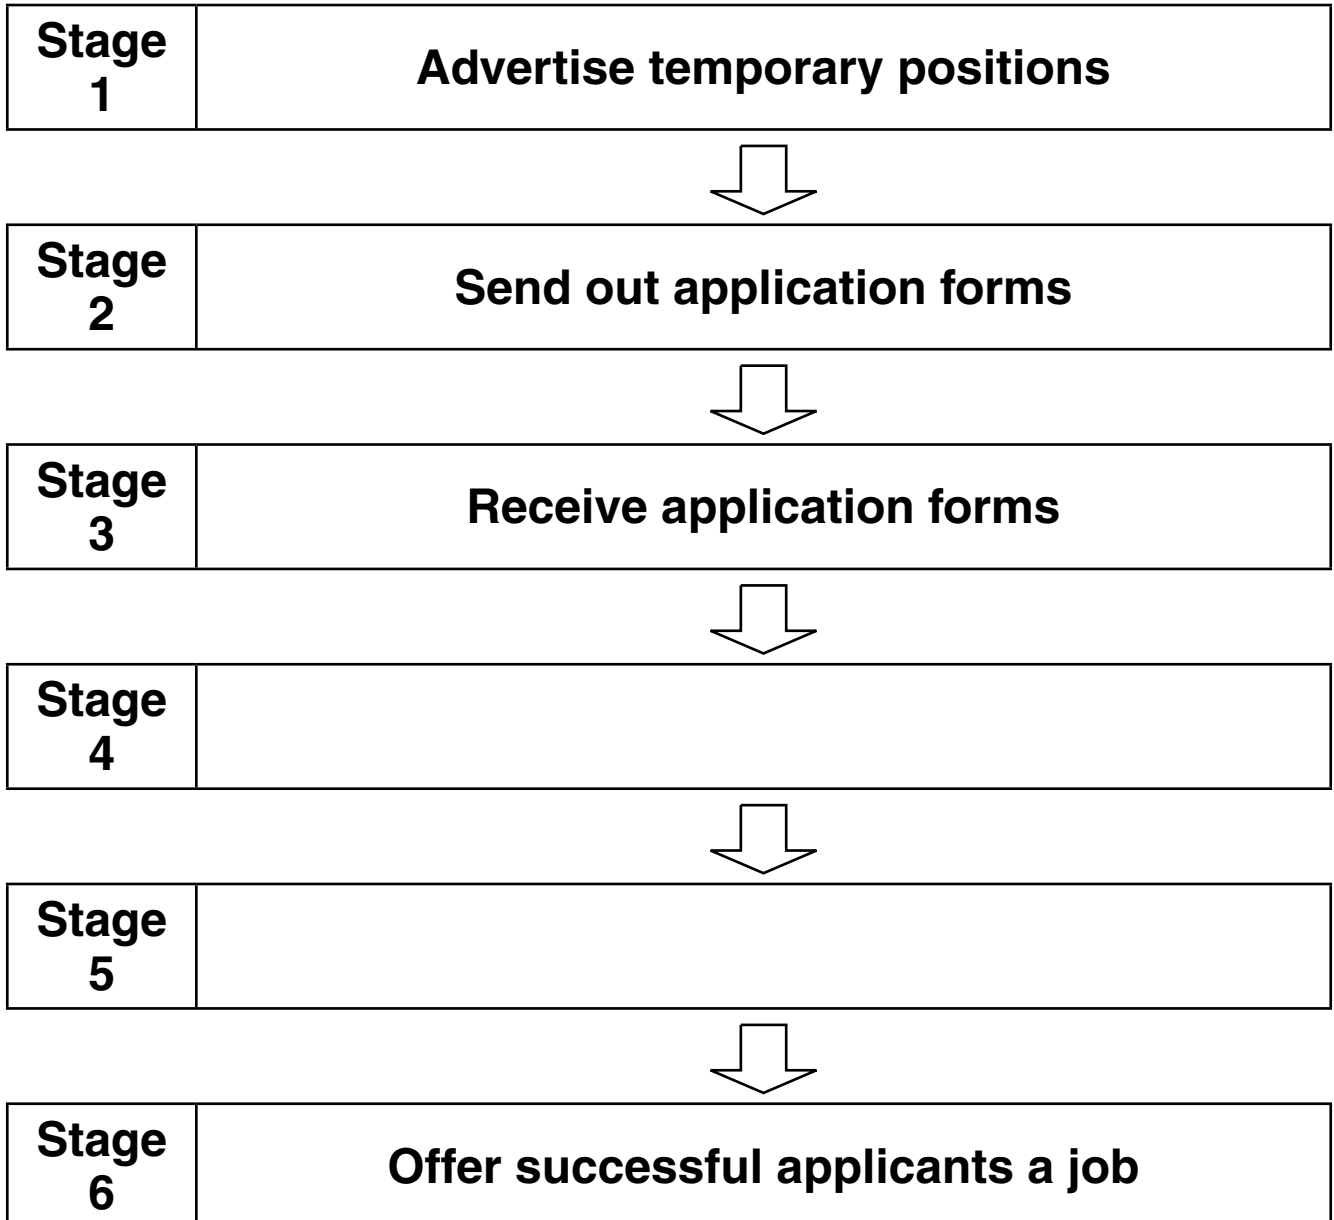 Stage
1
Advertise temporary positions
Stage
2
Send out application forms
Stage
3
Receive application forms
Stage
4
Stage
5
Stage
6
Offer successful applicants a job